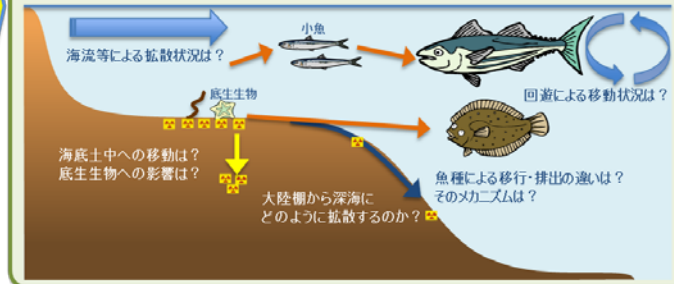 海流等による拡散状況は?
小魚
回遊による移動状況は?
底生生物
海底土中への移動は?
底生生物への影響は?
大陸棚から深海に
どのように拡散するのか?
魚種による移行・排出の違いは?
そのメカニズムは?